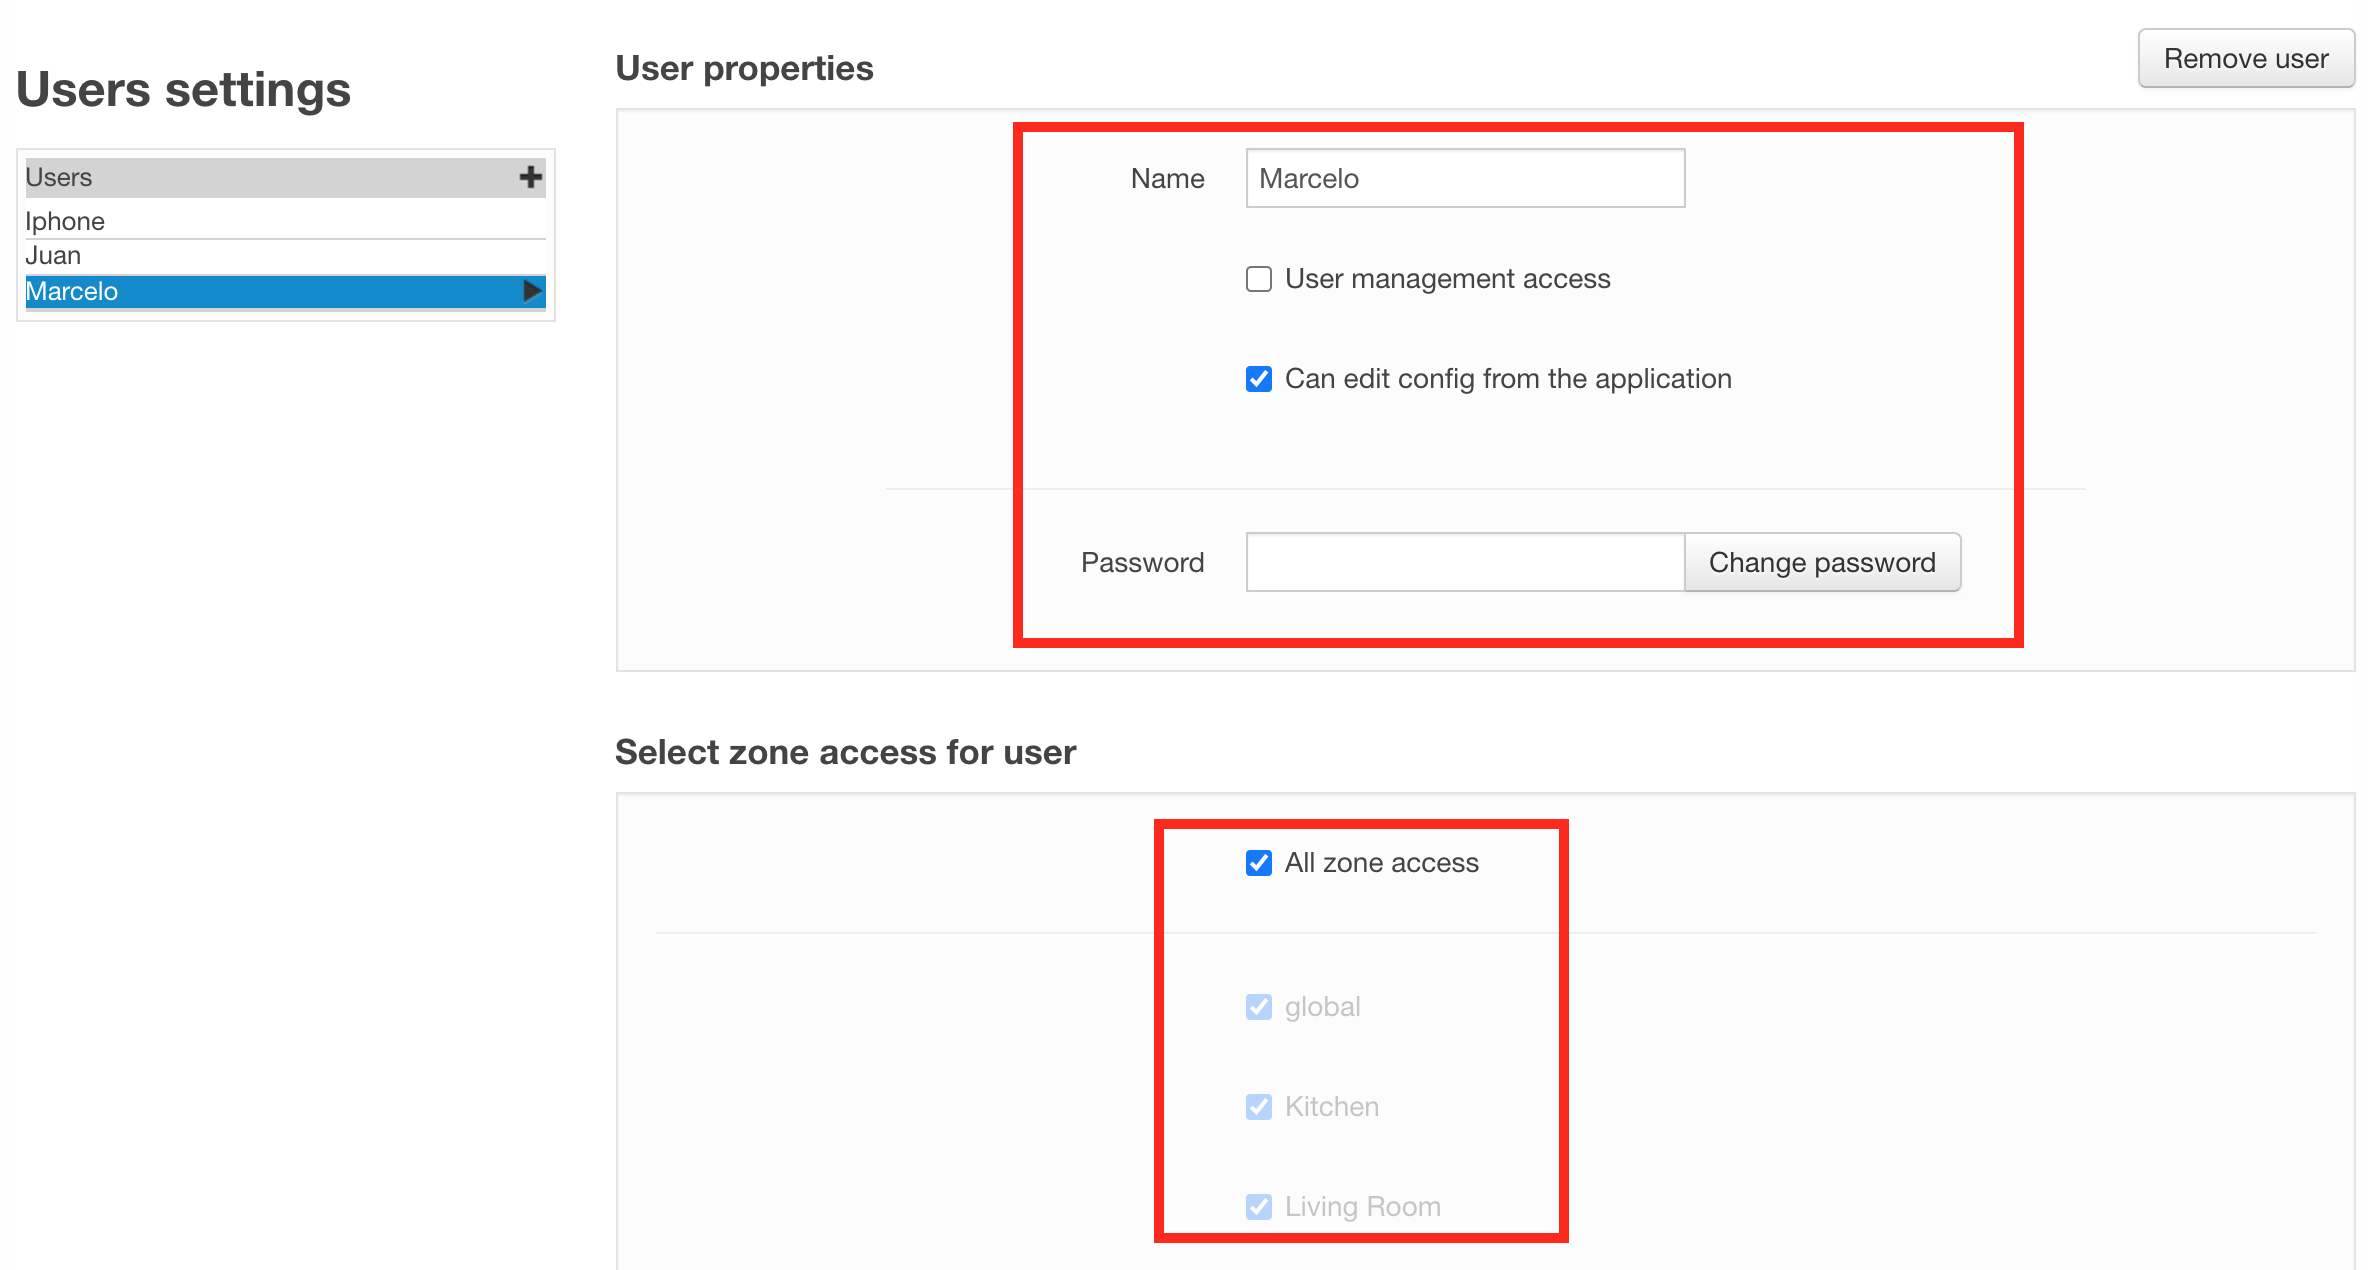 Users settings
Users
Iphone
Juan
Marcelo
User properties
Remove user
Name
Marcelo
User management access
Can edit config from the application
Password
Change password
Select zone access for user
All zone access
global
Kitchen
Living Room